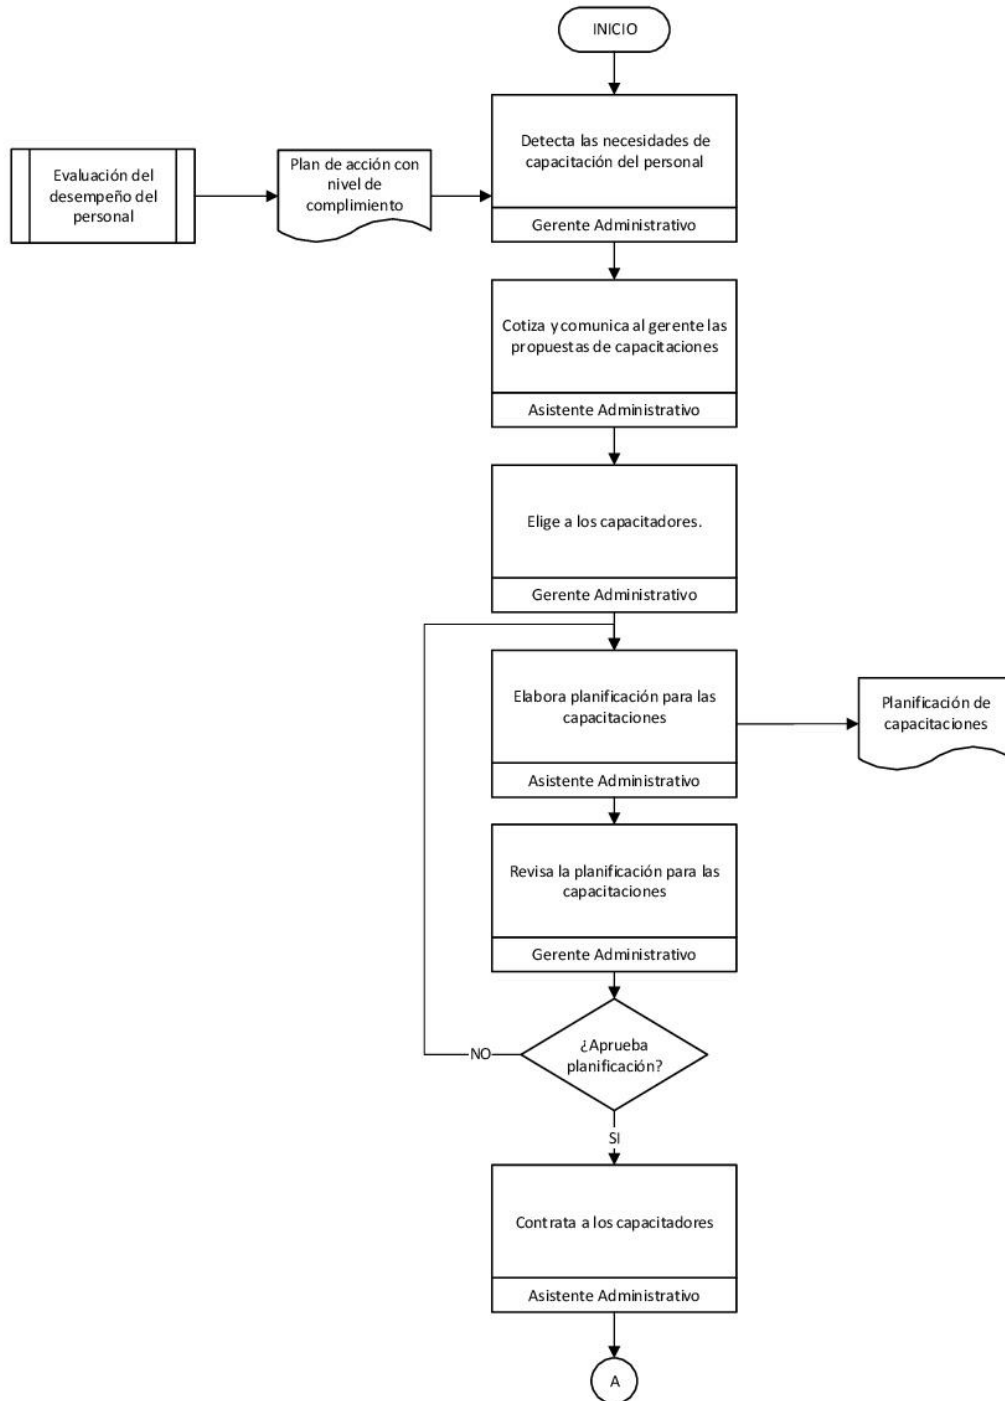 INICIO
Detecta las necesidades de
capacitación del personal
Gerente Administrativo
Evaluación del
desempeño del
personal
Plan de acción con
nivel de
complimiento
Cotiza y comunica al gerente las
propuestas de capacitaciones
Asistente Administrativo
Elige a los capacitadores.
Gerente Administrativo
Elabora planificación para las
capacitaciones
Asistente Administrativo
Planificación de
capacitaciones
Revisa la planificación para las
capacitaciones
Gerente Administrativo
¿Aprueba
planificación?
NO
SI
Contrata a los capacitadores
Asistente Administrativo
A